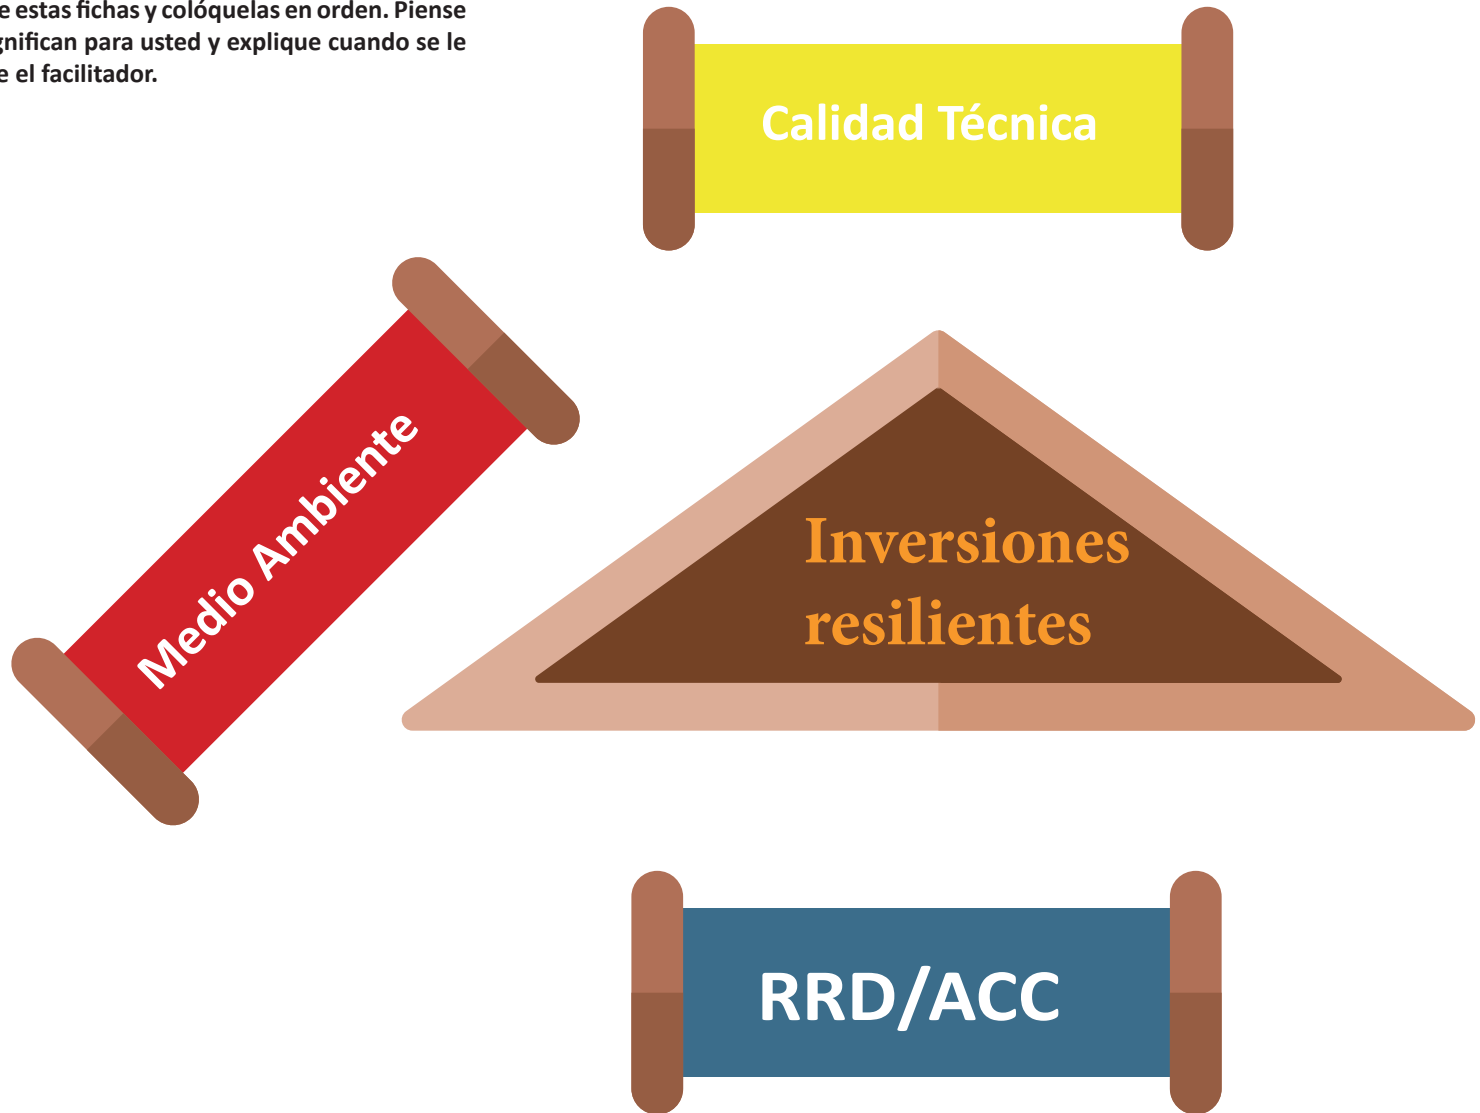 e estas fichas y colóquelas en orden. Piense
gnifican para usted y explique cuando se le
e el facilitador.
Calidad Técnica
Medio Ambiente
Inversiones
resilientes
RRD/ACC